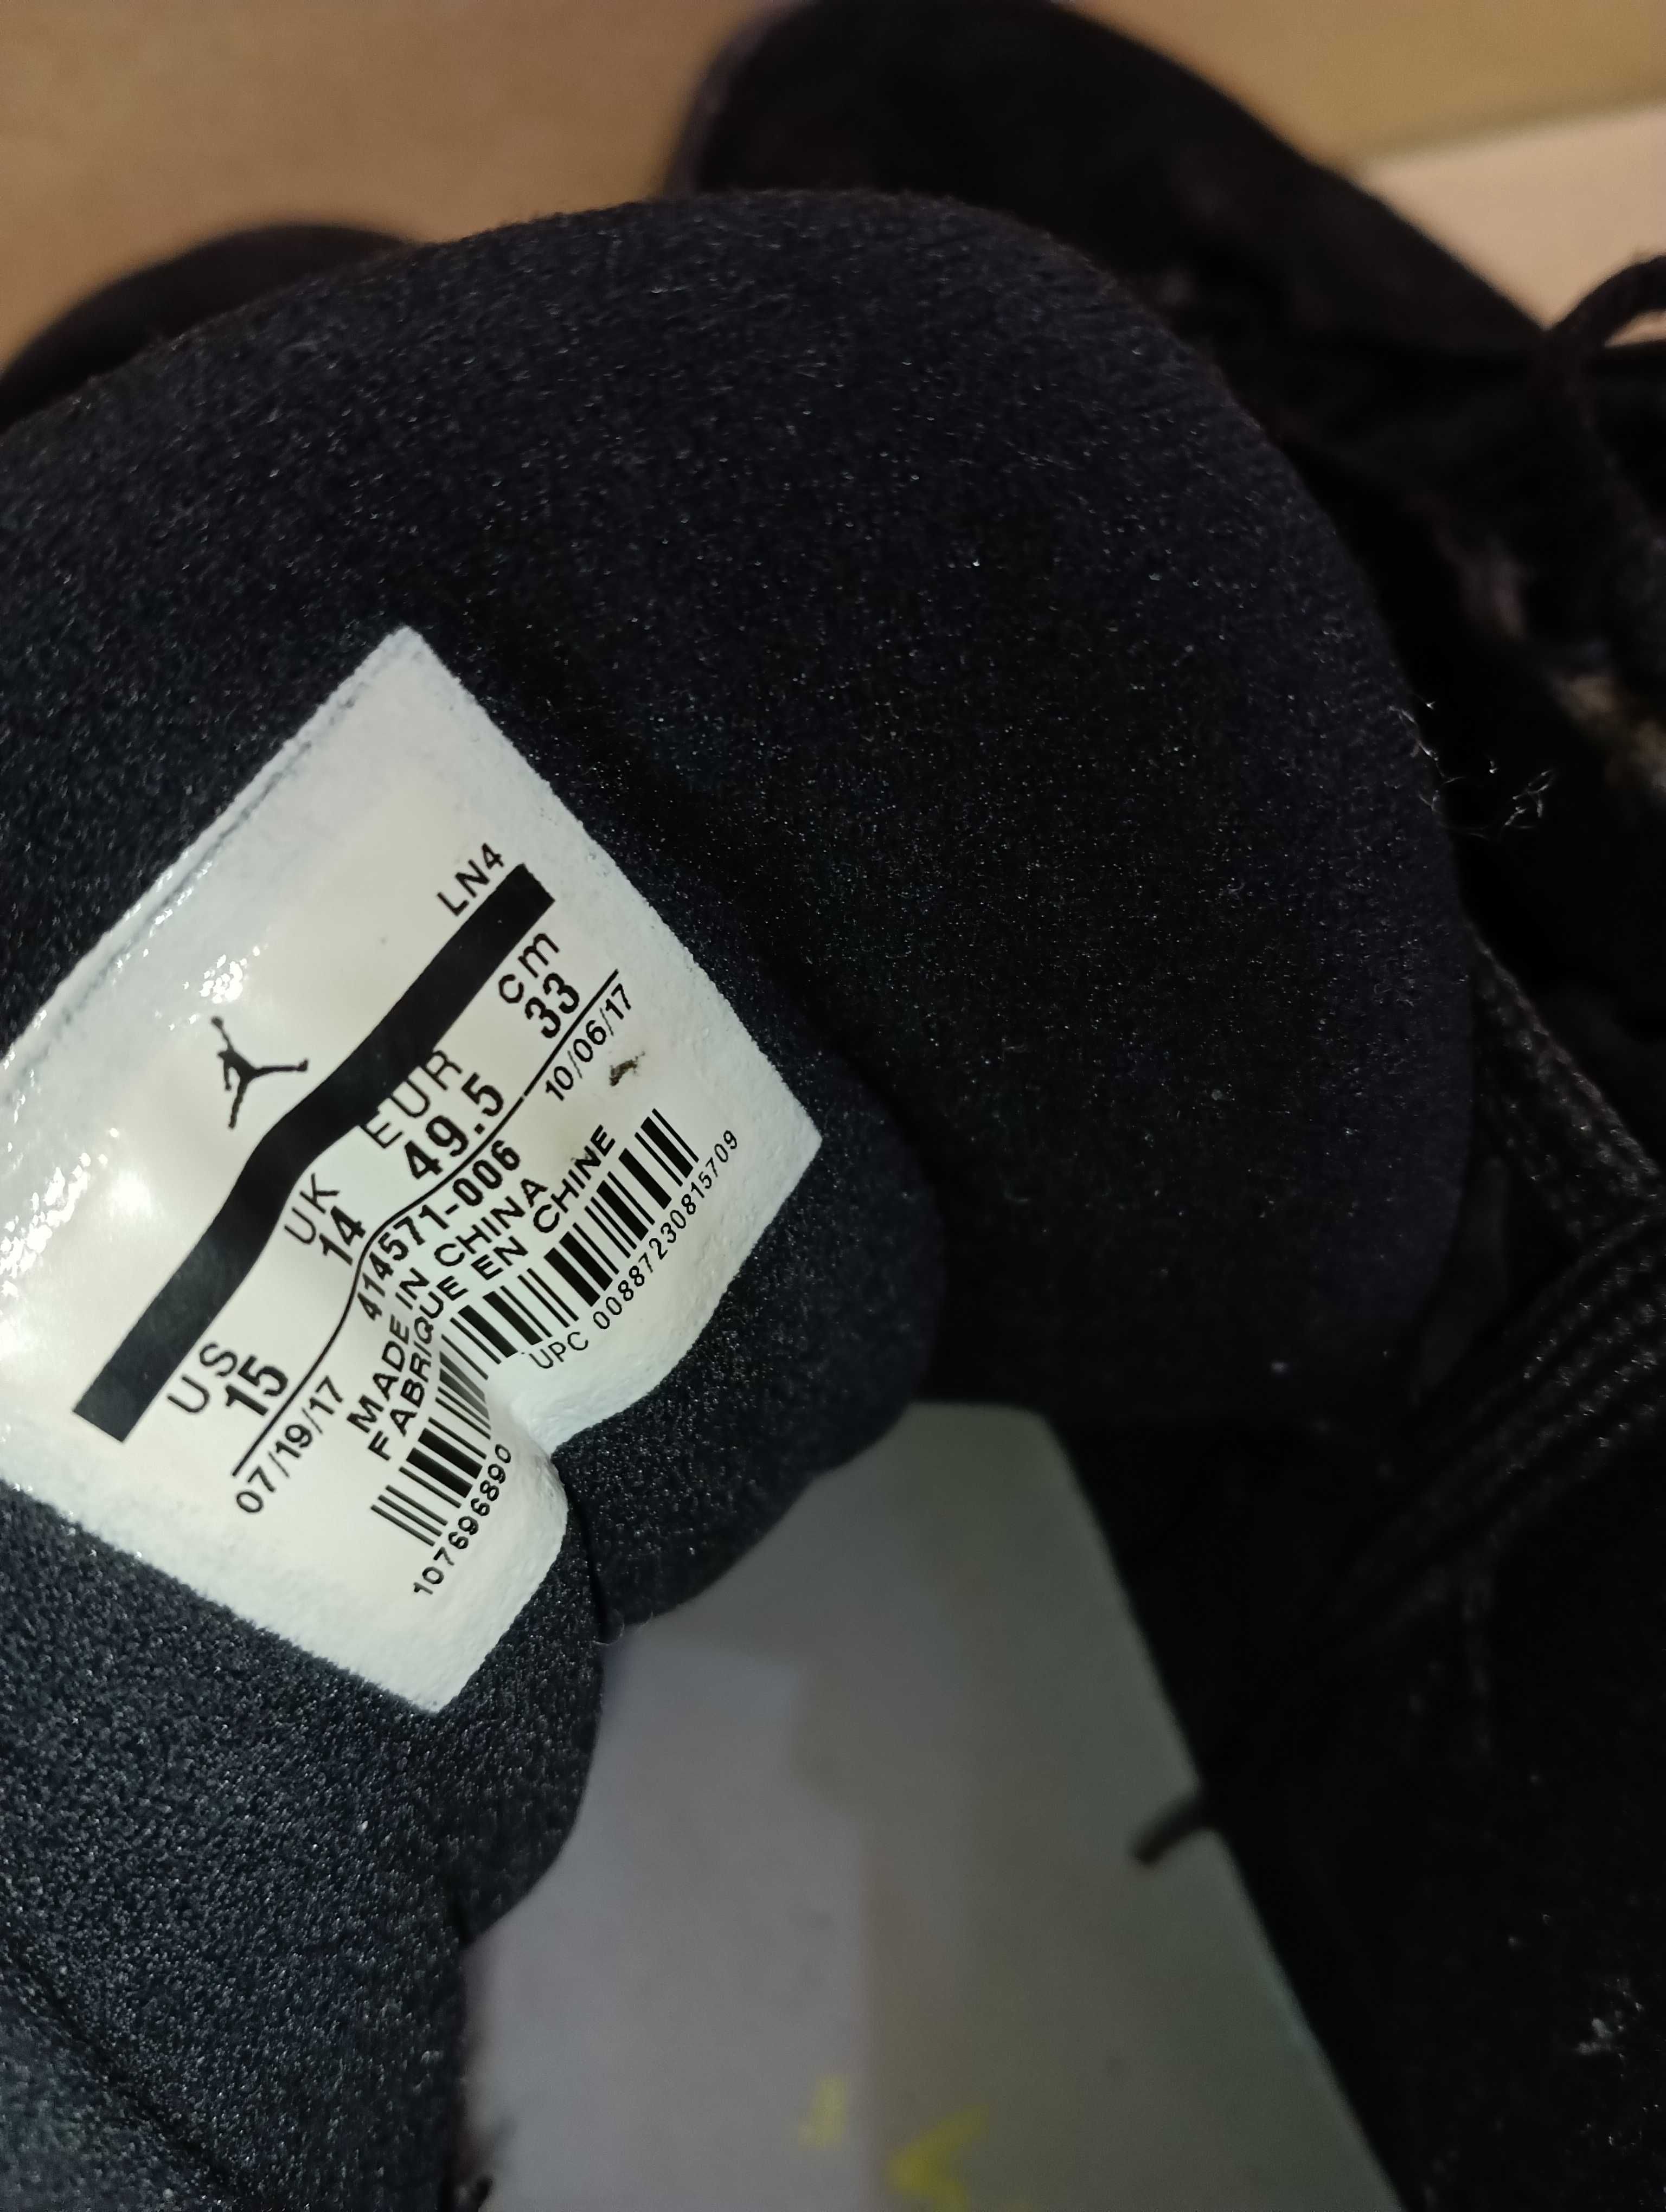 LN4
US UK EUR cm
15 14 49.5 33
07/19/17 414571-006 10/06/17
MADE IN CHINA
FABRIQUE EN CHINE
107696890 UPC 00887230815709